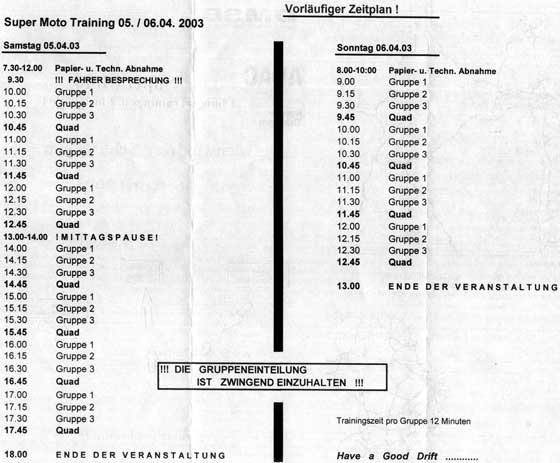 Vorläufiger Zeitplan !
Super Moto Training 05. / 06.04. 2003
Samstag 05.04.03
7.30-12.00 Papier- u. Techn. Abnahme
9.30 !!! FAHRER BESPRECHUNG !!!
10.00 Gruppe 1
10.15 Gruppe 2
10.30 Gruppe 3
10.45 Quad
11.00 Gruppe 1
11.15 Gruppe 2
11.30 Gruppe 3
11.45 Quad
12.00 Gruppe 1
12.15 Gruppe 2
12.30 Gruppe 3
12.45 Quad
13.00-14.00 ! M I T T A G S P A U S E !
14.00 Gruppe 1
14.15 Gruppe 2
14.30 Gruppe 3
14.45 Quad
15.00 Gruppe 1
15.15 Gruppe 2
15.30 Gruppe 3
15.45 Quad
16.00 Gruppe 1
16.15 Gruppe 2
16.30 Gruppe 3
16.45 Quad
17.00 Gruppe 1
17.15 Gruppe 2
17.30 Gruppe 3
17.45 Quad
18.00 E N D E D E R V E R A N S T A L T U N G
Sonntag 06.04.03
8.00-10:00 Papier- u. Techn. Abnahme
9.00 Gruppe 1
9.15 Gruppe 2
9.30 Gruppe 3
9.45 Quad
10.00 Gruppe 1
10.15 Gruppe 2
10.30 Gruppe 3
10.45 Quad
11.00 Gruppe 1
11.15 Gruppe 2
11.30 Gruppe 3
11.45 Quad
12.00 Gruppe 1
12.15 Gruppe 2
12.30 Gruppe 3
12.45 Quad
13.00 E N D E D E R V E R A N S T A L T U N G
!!! DIE GRUPPENEINTEILUNG
IST ZWINGEND EINZUHALTEN !!!
Trainingszeit pro Gruppe 12 Minuten
Have a Good Drift ............